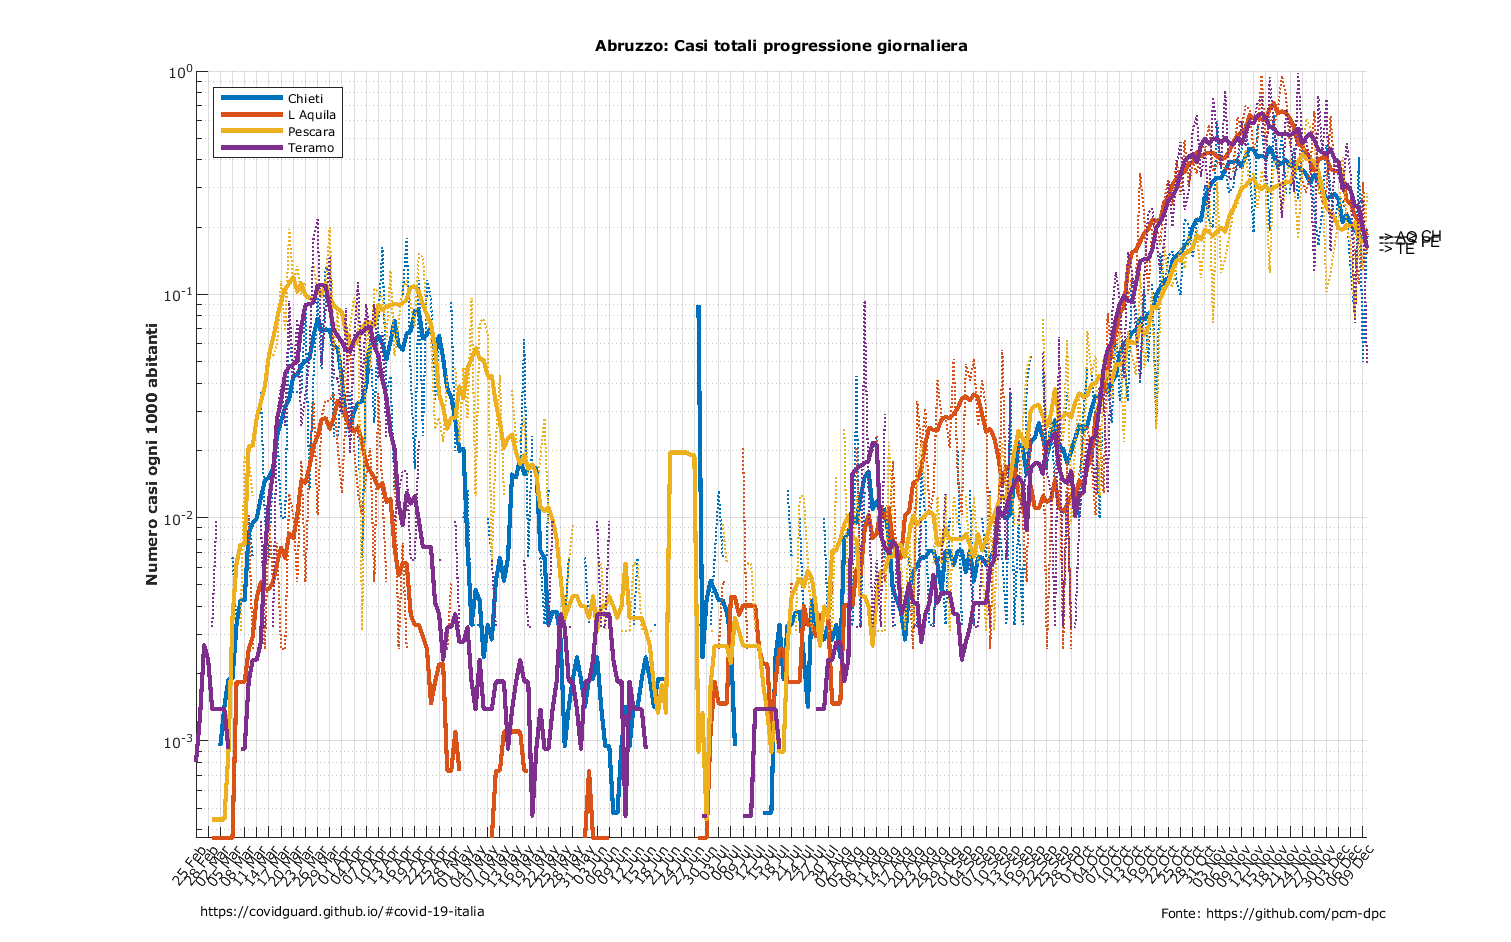 Abruzzo: Casi totali progressione giornaliera
10^0
10^-1
10^-2
10^-3
Numero casi ogni 1000 abitanti
Chieti
L Aquila
Pescara
Teramo
-> AQ
-> CH
-> PE
-> TE
25 Feb
28 Feb
02 Mar
05 Mar
08 Mar
11 Mar
14 Mar
17 Mar
20 Mar
23 Mar
26 Mar
29 Mar
01 Apr
04 Apr
07 Apr
10 Apr
13 Apr
16 Apr
19 Apr
22 Apr
25 Apr
28 Apr
01 May
04 May
07 May
10 May
13 May
16 May
19 May
22 May
25 May
28 May
31 May
03 Jun
06 Jun
09 Jun
12 Jun
15 Jun
18 Jun
21 Jun
24 Jun
27 Jun
30 Jun
03 Jul
06 Jul
09 Jul
12 Jul
15 Jul
18 Jul
21 Jul
24 Jul
27 Jul
30 Jul
02 Aug
05 Aug
08 Aug
11 Aug
14 Aug
17 Aug
20 Aug
23 Aug
26 Aug
29 Aug
01 Sep
04 Sep
07 Sep
10 Sep
13 Sep
16 Sep
19 Sep
22 Sep
25 Sep
28 Sep
01 Oct
04 Oct
07 Oct
10 Oct
13 Oct
16 Oct
19 Oct
22 Oct
25 Oct
28 Oct
31 Oct
03 Nov
06 Nov
09 Nov
12 Nov
15 Nov
18 Nov
21 Nov
24 Nov
27 Nov
30 Nov
03 Dec
06 Dec
09 Dec
https://covidguard.github.io/#covid-19-italia
Fonte: https://github.com/pcm-dpc